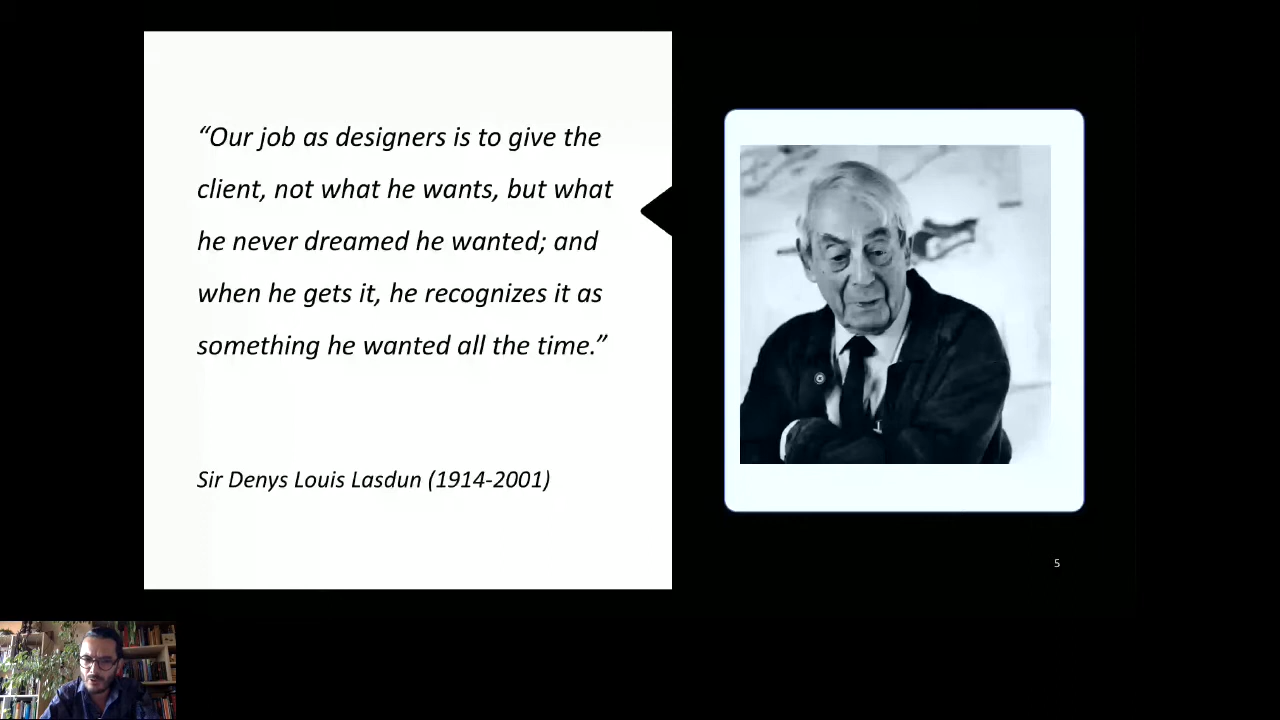 “Our job as designers is to give the
client, not what he wants, but what
he never dreamed he wanted; and
when he gets it, he recognizes it as
something he wanted all the time.”
Sir Denys Louis Lasdun (1914-2001)
5